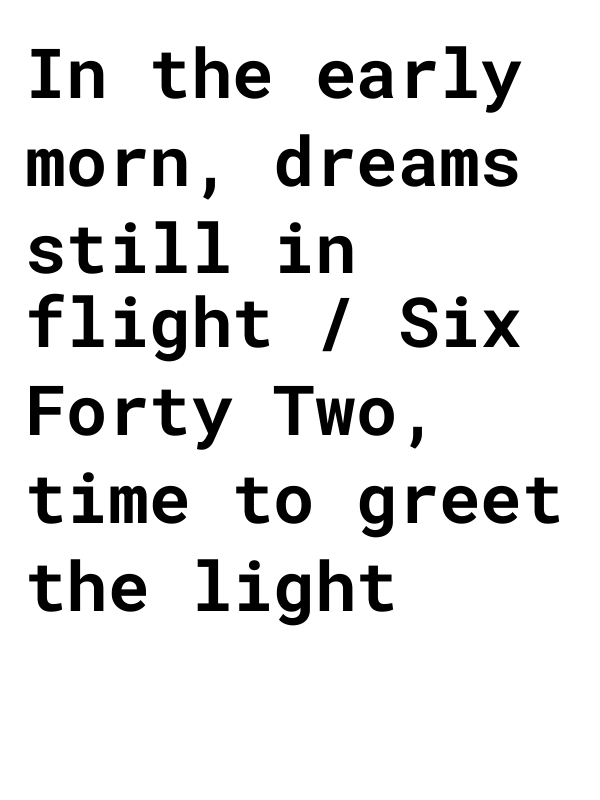 In the early
morn, dreams
still in
flight / Six
Forty Two,
time to greet
the light